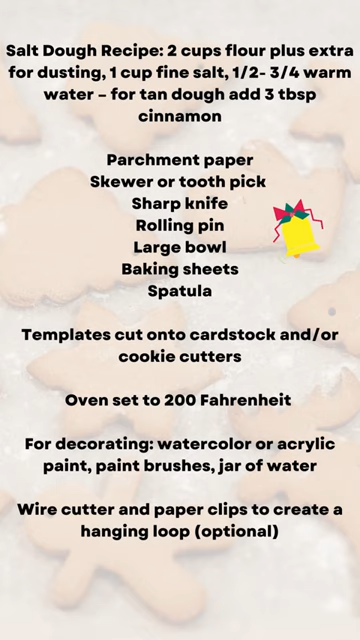 Salt Dough Recipe: 2 cups flour plus extra
for dusting, 1 cup fine salt, 1/2- 3/4 warm
water – for tan dough add 3 tbsp
cinnamon
Parchment paper
Skewer or tooth pick
Sharp knife
Rolling pin
Large bowl
Baking sheets
Spatula
Templates cut onto cardstock and/or
cookie cutters
Oven set to 200 Fahrenheit
For decorating: watercolor or acrylic
paint, paint brushes, jar of water
Wire cutter and paper clips to create a
hanging loop (optional)